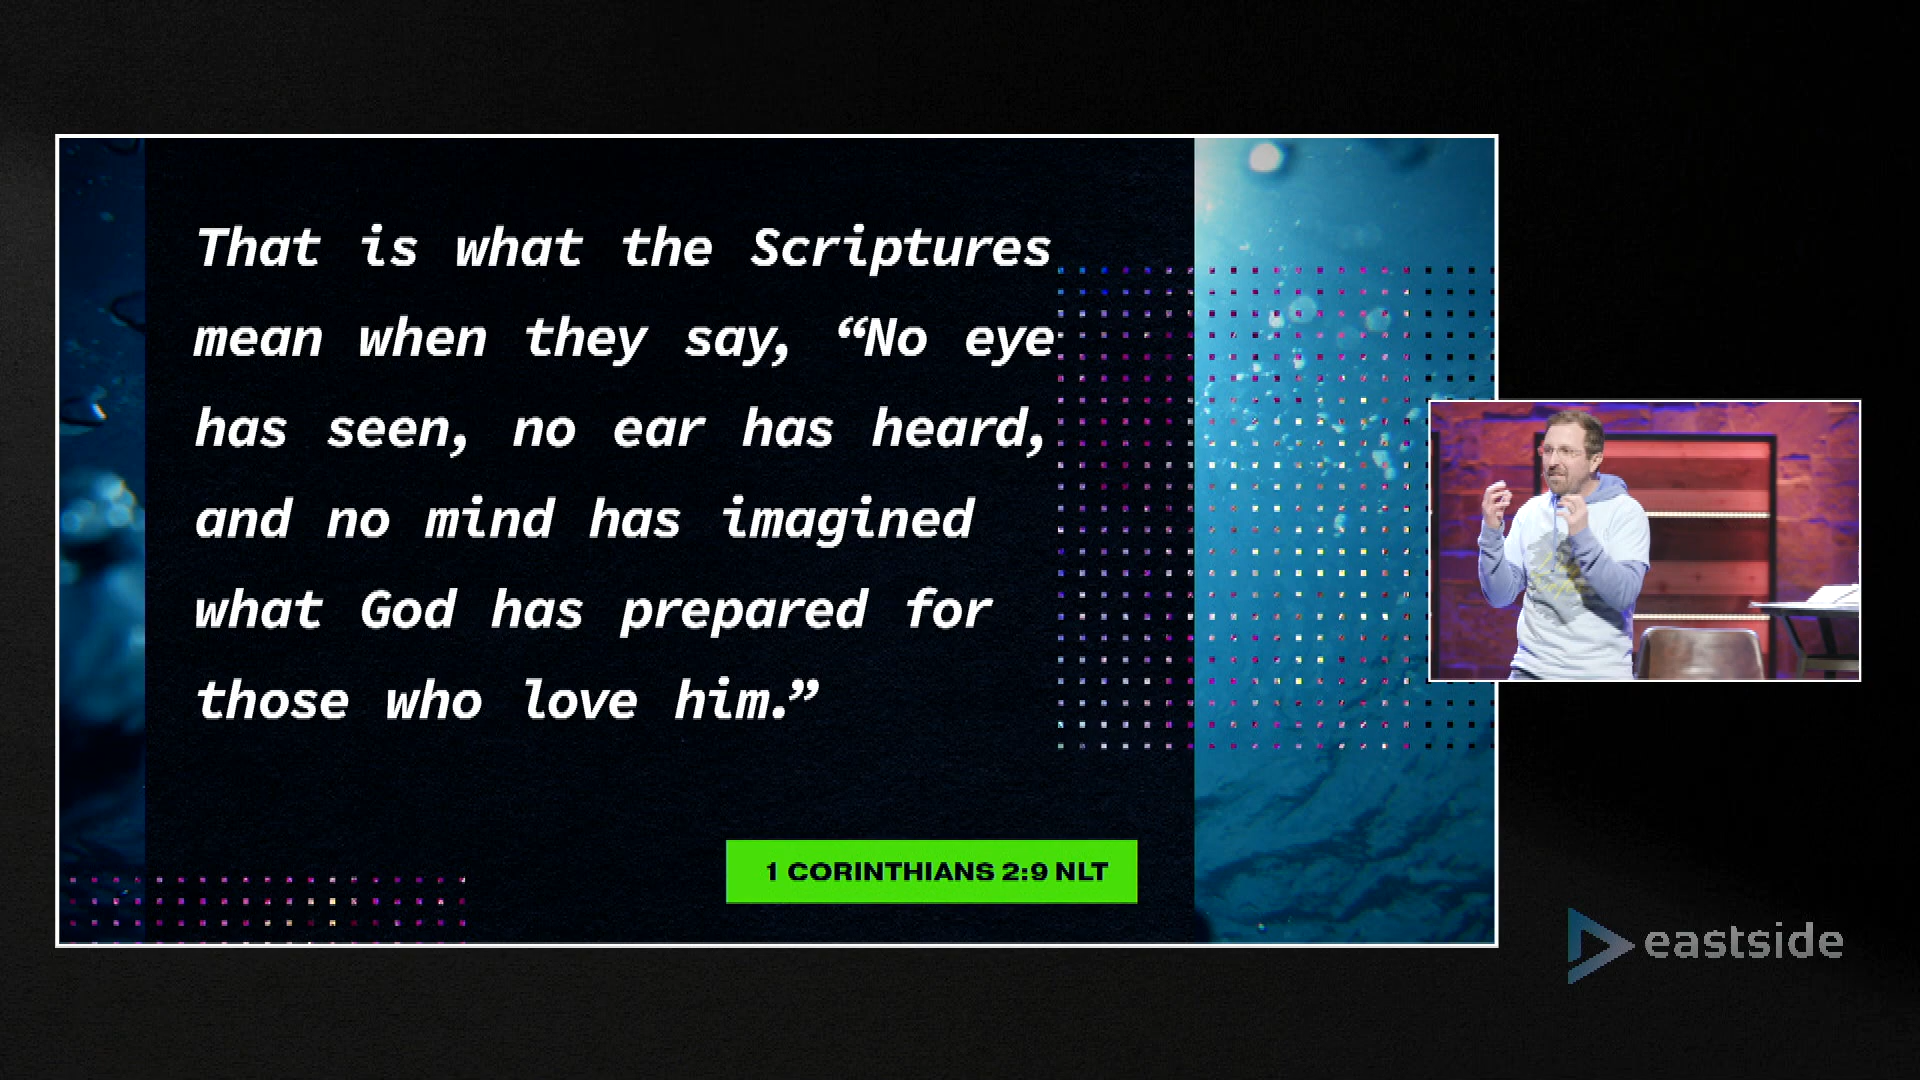 That is what the Scriptures
mean when they say, “No eye
has seen, no ear has heard,
and no mind has imagined
what God has prepared for
those who love him.”
1 CORINTHIANS 2:9 NLT
eastside